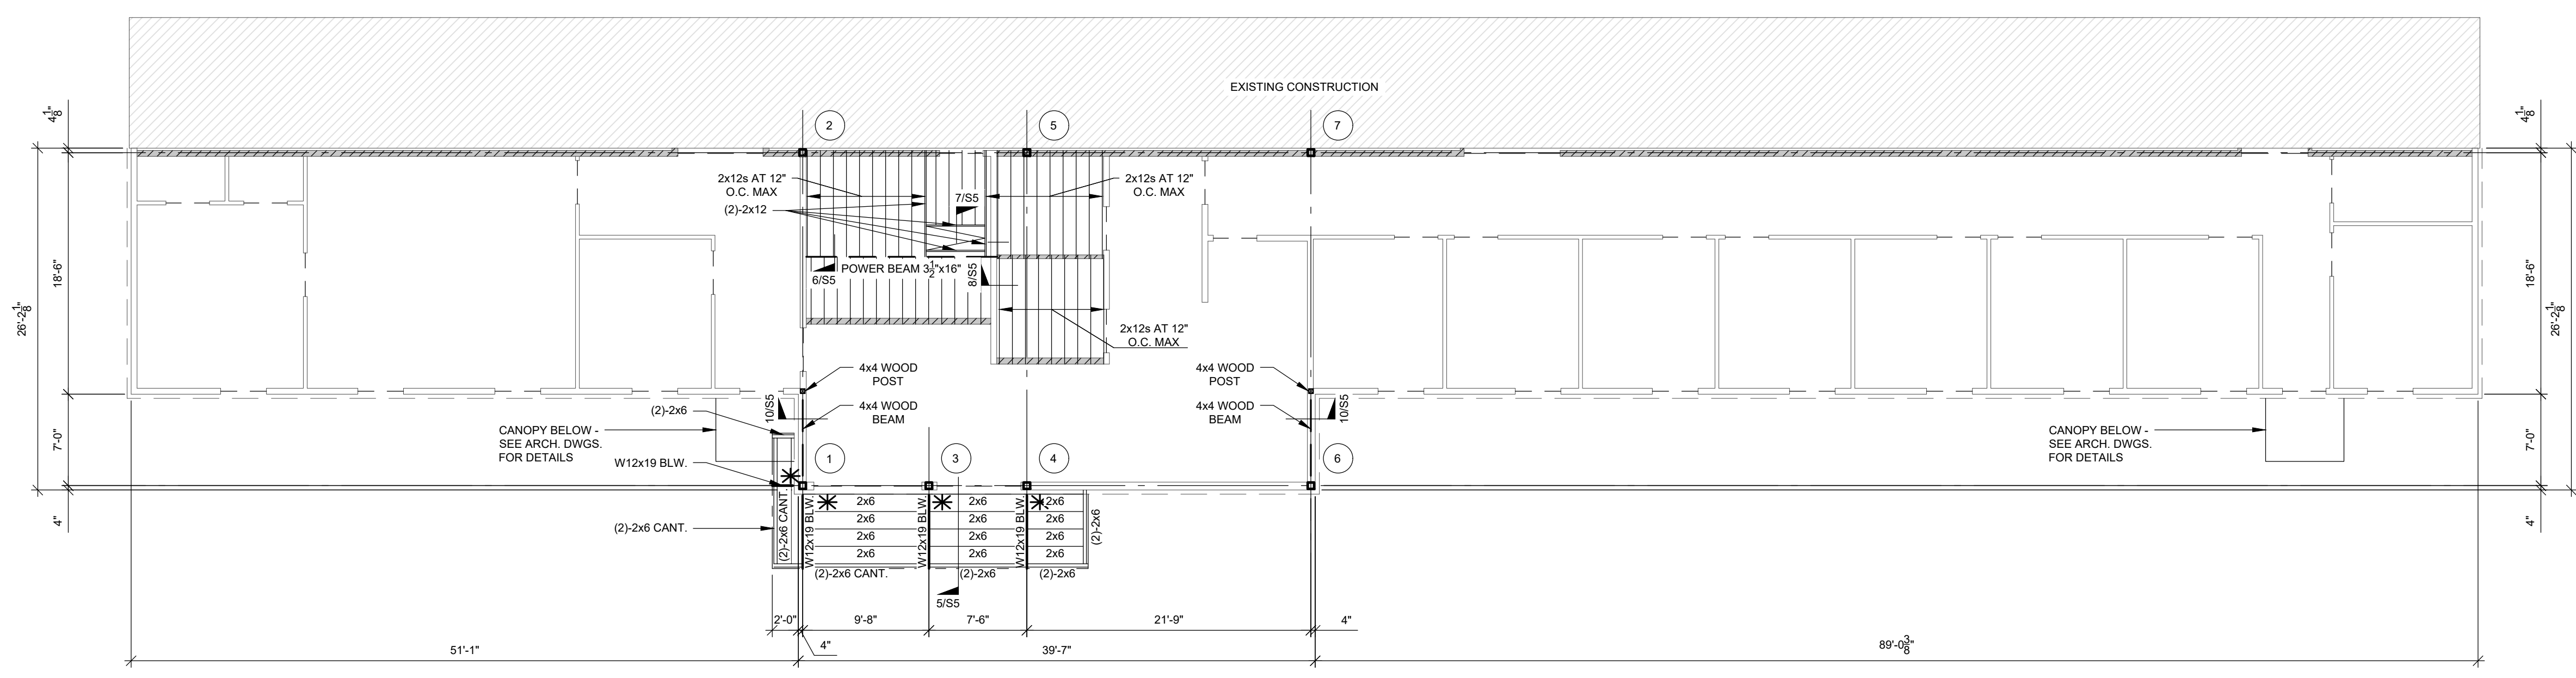 EXISTING CONSTRUCTION
4 1/8"
4 1/8"
2
5
7
2x12s AT 12"
O.C. MAX
(2)-2x12
7/S5
2x12s AT 12"
O.C. MAX
18'-6"
26'-2 1/8"
POWER BEAM 3 1/2"x16"
6/S5
8/S5
18'-6"
26'-2 1/8"
2x12s AT 12"
O.C. MAX
4x4 WOOD
POST
4x4 WOOD
POST
10/S5
4x4 WOOD
BEAM
4x4 WOOD
BEAM
10/S5
(2)-2x6
CANOPY BELOW -
SEE ARCH. DWGS.
FOR DETAILS
CANOPY BELOW -
SEE ARCH. DWGS.
FOR DETAILS
7'-0"
7'-0"
W12x19 BLW.
1
3
4
6
4"
4"
(2)-2x6 CANT.
(2)-2x6 CANT.
W12x19 BLW.
W12x19 BLW.
W12x19 BLW.
2x6
2x6
2x6
2x6
2x6
2x6
2x6
2x6
2x6
2x6
2x6
2x6
(2)-2x6
(2)-2x6 CANT.
(2)-2x6
(2)-2x6
5/S5
2'-0"
9'-8"
7'-6"
21'-9"
4"
4"
51'-1"
39'-7"
89'-0 3/8"